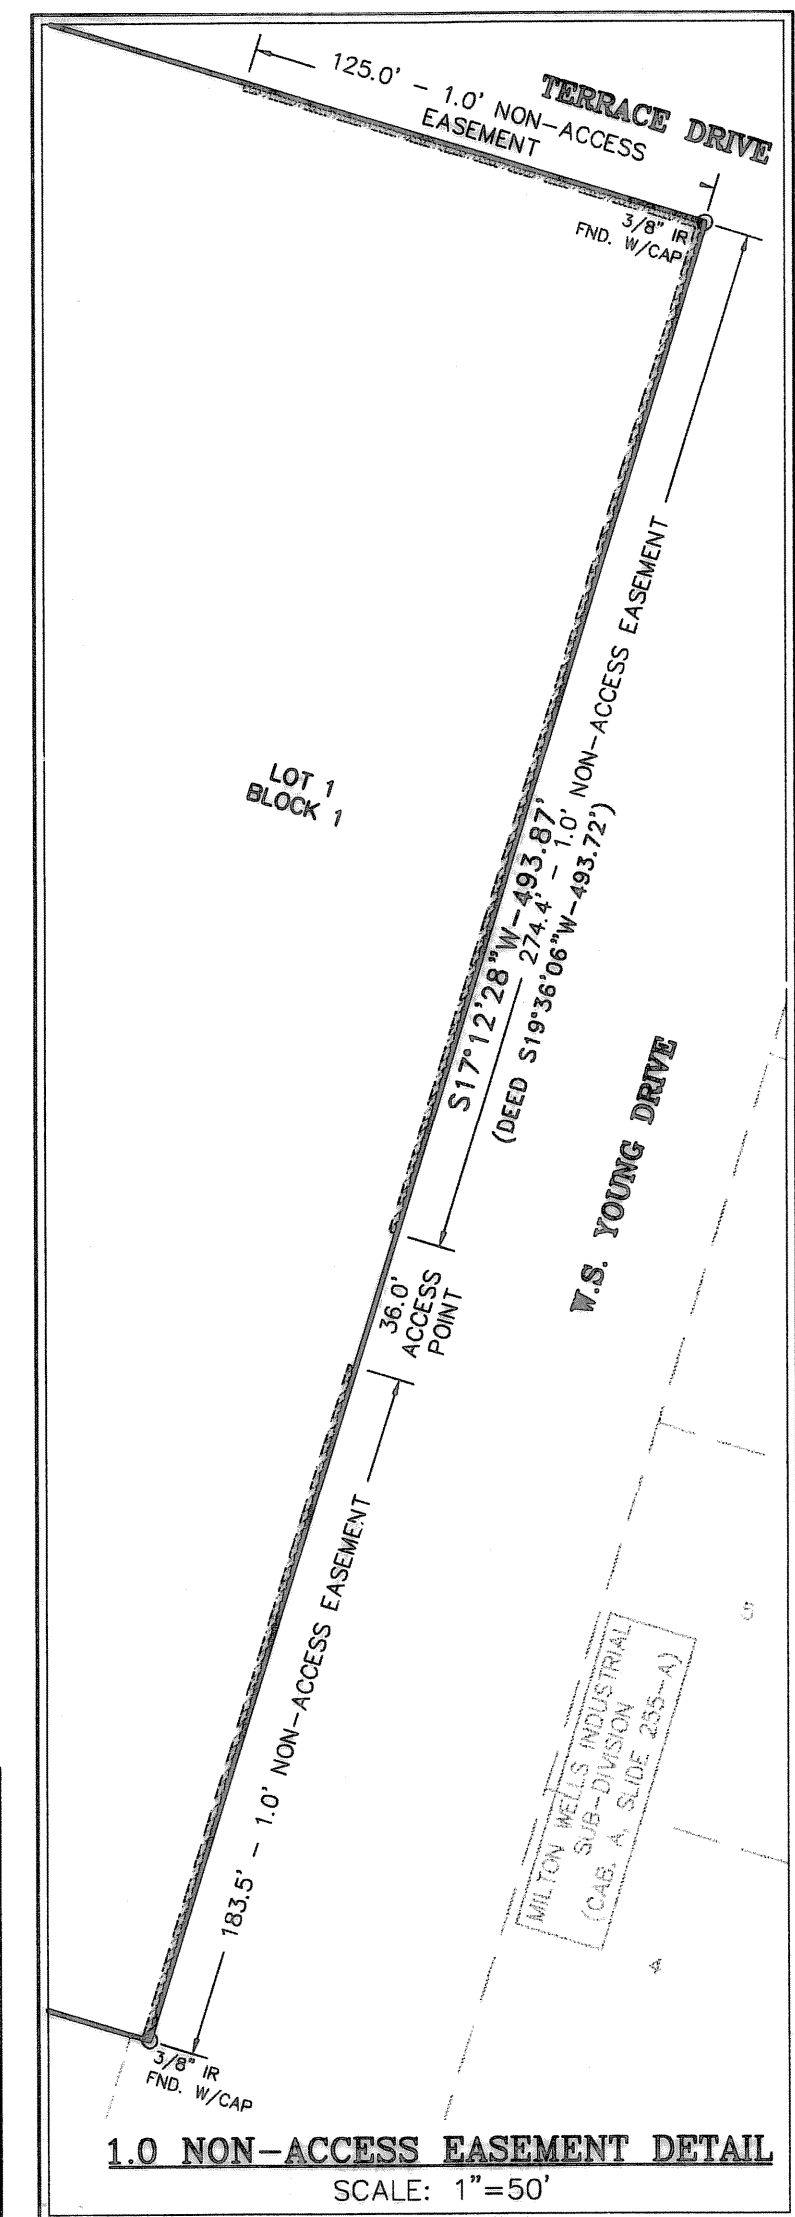 125.0' - 1.0' NON-ACCESS
EASEMENT
TERRACE DRIVE
3/8" IR
FND. W/CAP
LOT 1
BLOCK 1
S17°12'28"W-493.87'
274.4' - 1.0' NON-ACCESS EASEMENT
(DEED S19°36'06"W-493.72')
W.S. YOUNG DRIVE
36.0'
ACCESS
POINT
183.5' - 1.0' NON-ACCESS EASEMENT
MILTON WELLS INDUSTRIAL
SUB-DIVISION
(CAB. A, SLIDE 255-A)
4
3/8" IR
FND. W/CAP
1.0 NON-ACCESS EASEMENT DETAIL
SCALE: 1"=50'